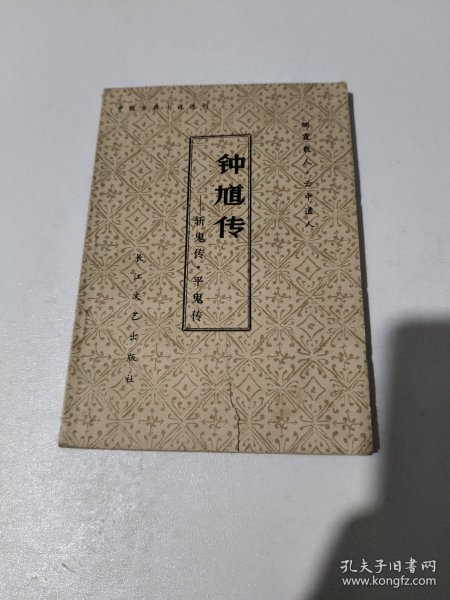 中国古典小说选刊
烟霞散人·云中道人
钟馗传
——斩鬼传·平鬼传
长江文艺出版社
孔夫子旧书网
www.kongfz.com